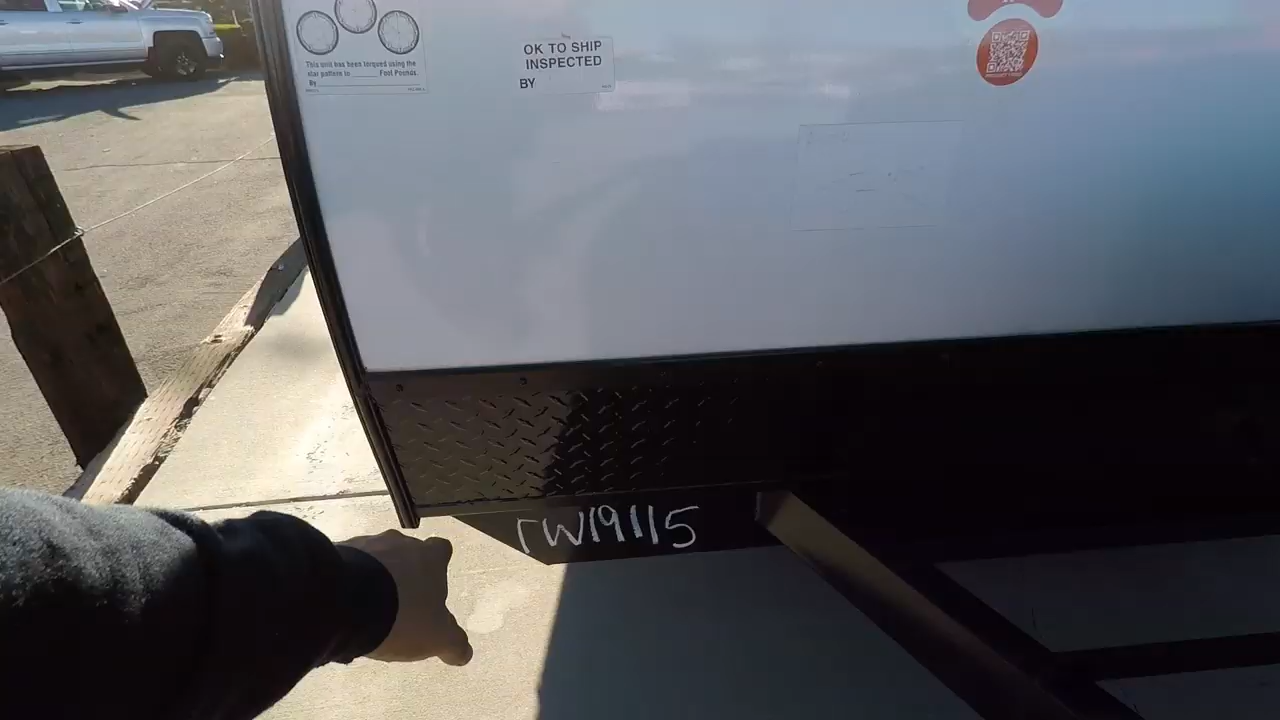 This unit has been torqued using the
star pattern to ______ Foot Pounds.
By
OK TO SHIP
INSPECTED
BY
TW19115